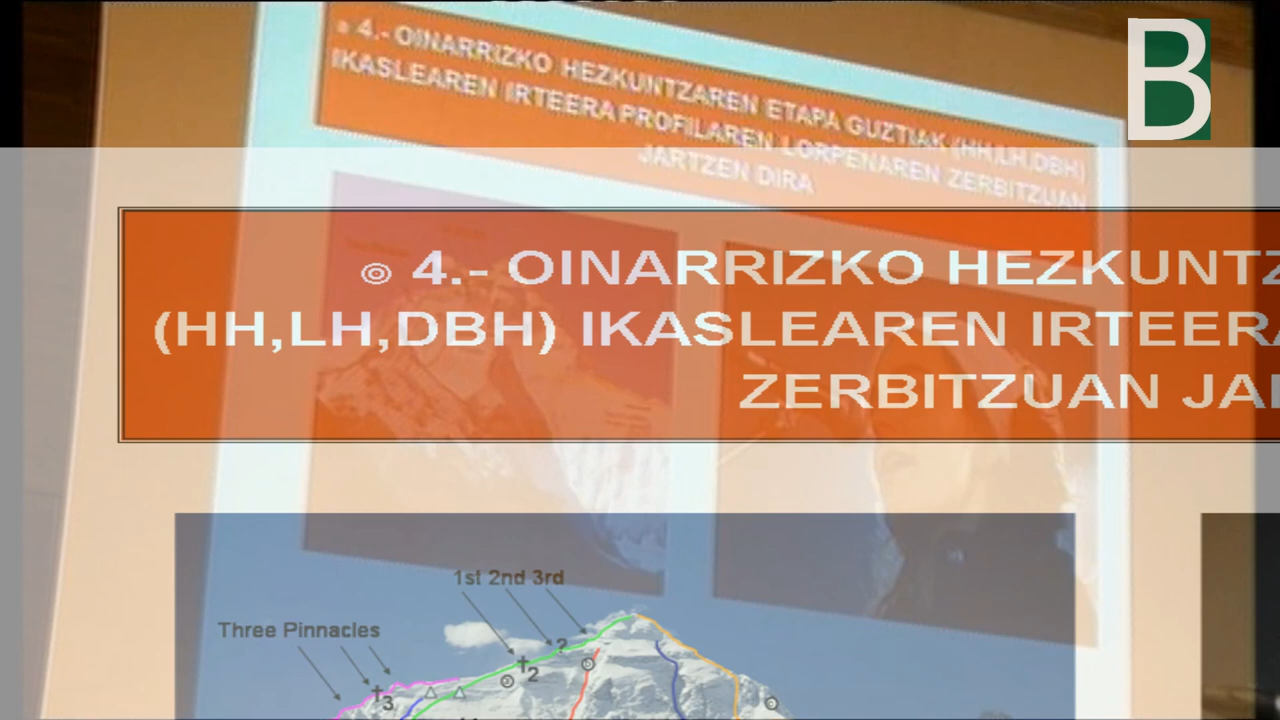 4.- OINARRIZKO HEZKUNTZAREN ETAPA GUZTIAK (HH,LH,DBH)
IKASLEAREN IRTEERA PROFILAREN LORPENAREN ZERBITZUAN
JARTZEN DIRA
B
4.- OINARRIZKO HEZKUNTZ
(HH,LH,DBH) IKASLEAREN IRTEERA
ZERBITZUAN JA
1st 2nd 3rd
Three Pinnacles
?
2
3